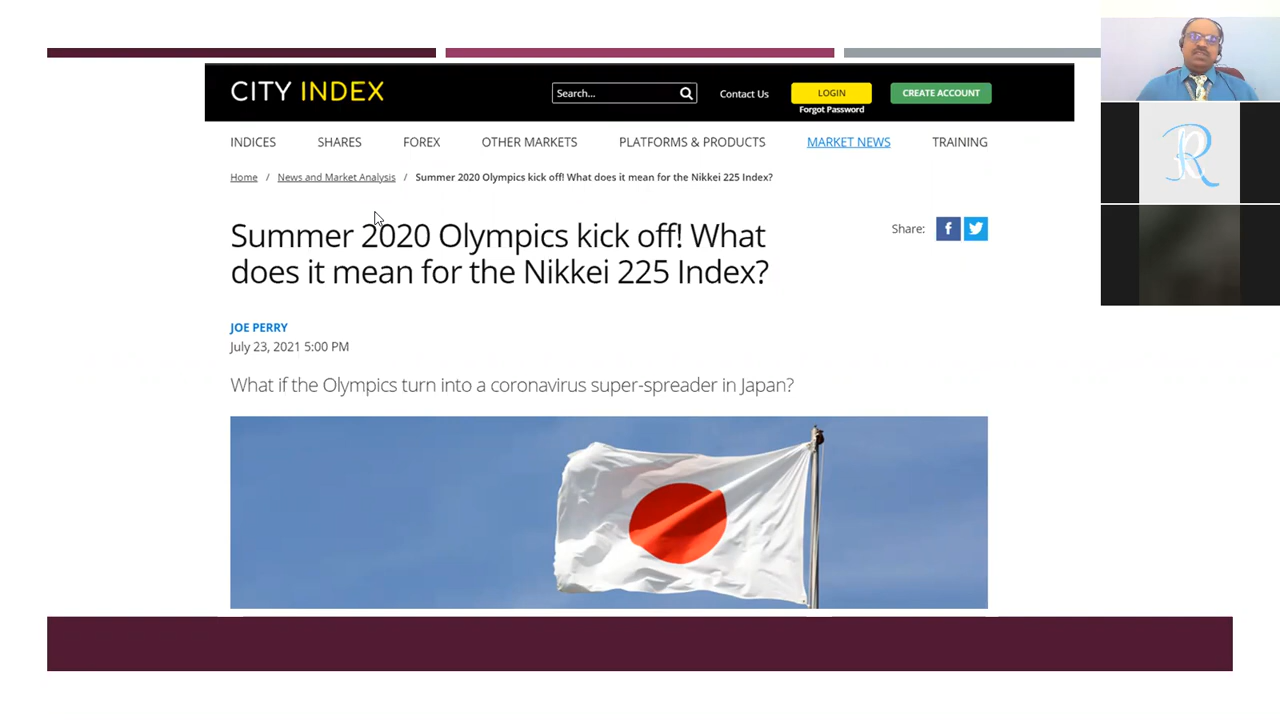 CITY INDEX
Search...
Contact Us
LOGIN
Forgot Password
CREATE ACCOUNT
INDICES SHARES FOREX OTHER MARKETS PLATFORMS & PRODUCTS MARKET NEWS TRAINING
Home / News and Market Analysis / Summer 2020 Olympics kick off! What does it mean for the Nikkei 225 Index?
Summer 2020 Olympics kick off! What
does it mean for the Nikkei 225 Index?
Share:
JOE PERRY
July 23, 2021 5:00 PM
What if the Olympics turn into a coronavirus super-spreader in Japan?
R